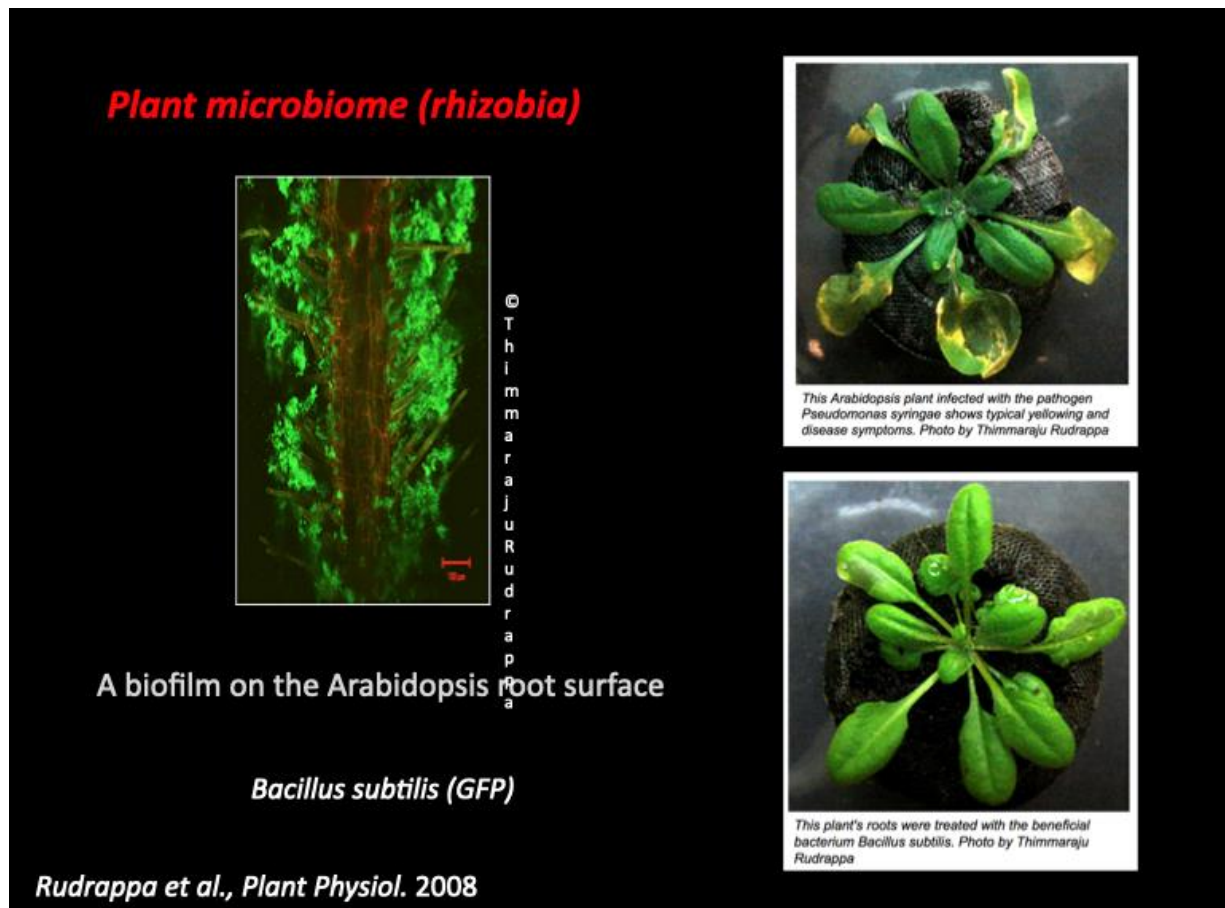 Plant microbiome (rhizobia)
©ThimmarajuRudrappa
A biofilm on the Arabidopsis root surface
Bacillus subtilis (GFP)
Rudrappa et al., Plant Physiol. 2008
This Arabidopsis plant infected with the pathogen
Pseudomonas syringae shows typical yellowing and
disease symptoms. Photo by Thimmaraju Rudrappa
This plant's roots were treated with the beneficial
bacterium Bacillus subtilis. Photo by Thimmaraju
Rudrappa